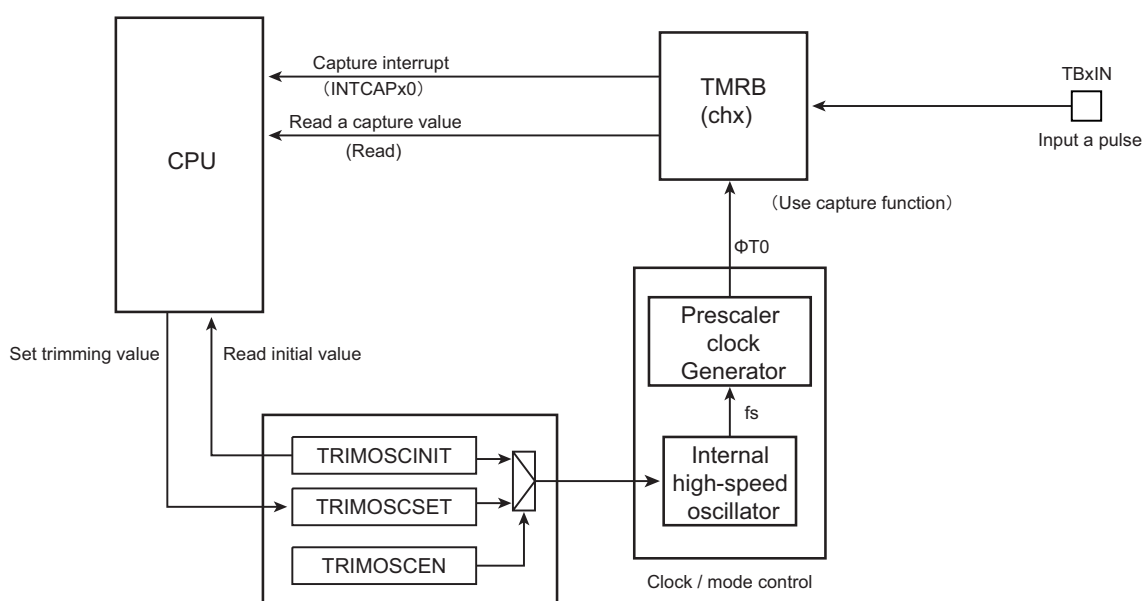 Capture interrupt
（INTCAPx0）
Read a capture value
(Read)
CPU
TMRB
(chx)
TBxIN
Input a pulse
（Use capture function）
ΦT0
Prescaler
clock
Generator
fs
Internal
high-speed
oscillator
Clock / mode control
Set trimming value
Read initial value
TRIMOSCINIT
TRIMOSCSET
TRIMOSCEN